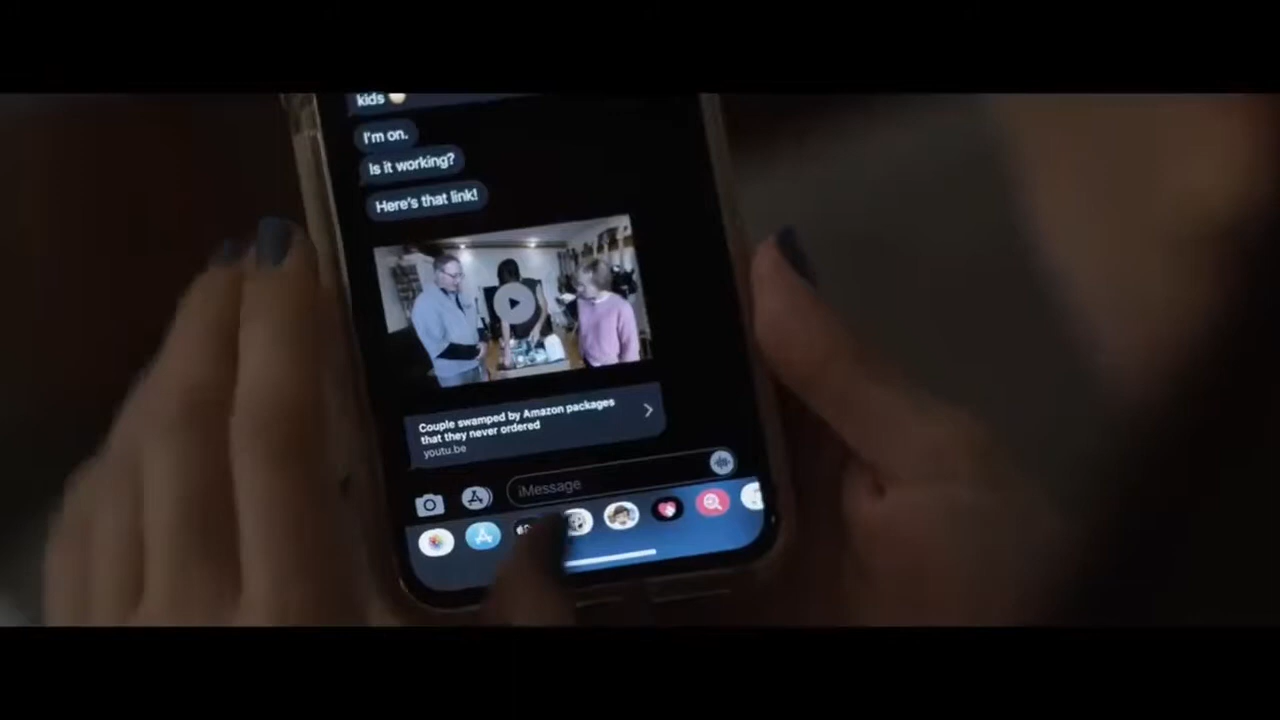 kids
I'm on.
Is it working?
Here's that link!
Couple swamped by Amazon packages
that they never ordered
youtu.be
iMessage